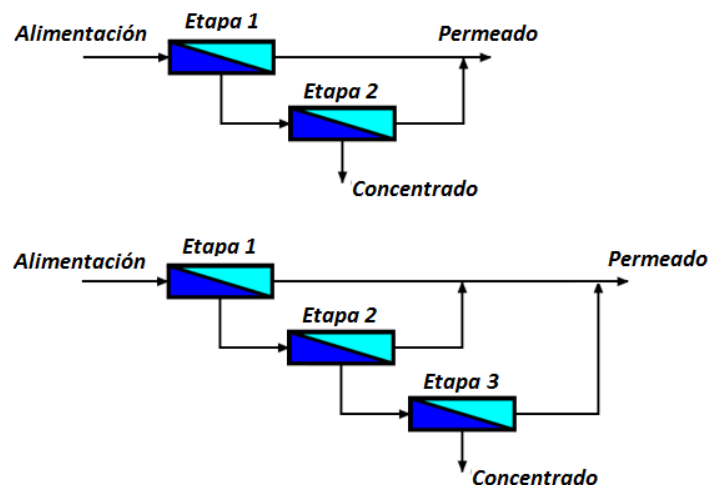 Etapa 1
Alimentación
Permeado
Etapa 2
Concentrado
Etapa 1
Alimentación
Permeado
Etapa 2
Etapa 3
Concentrado